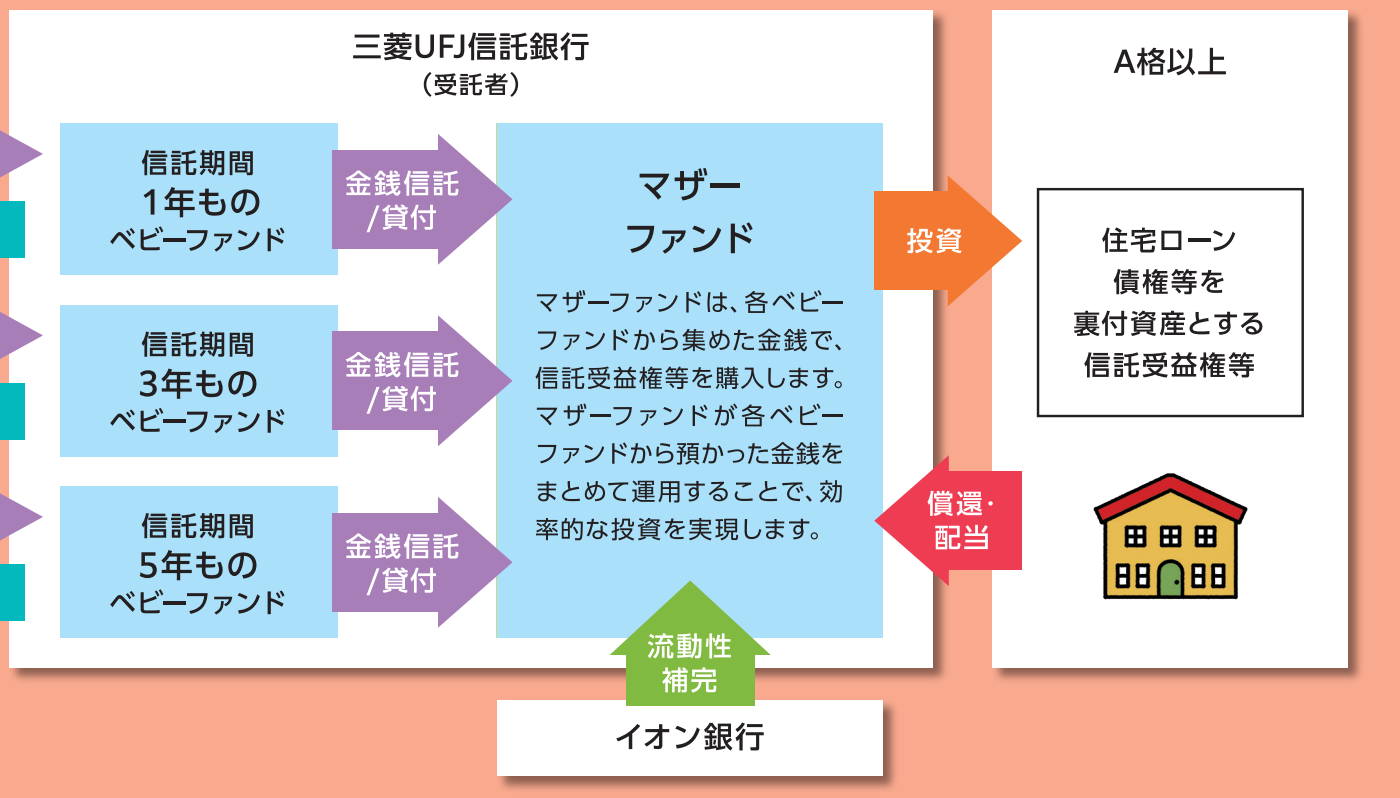 三菱UFJ信託銀行
（受託者）
信託期間
1年もの
ベビーファンド
金銭信託
/貸付
信託期間
3年もの
ベビーファンド
金銭信託
/貸付
信託期間
5年もの
ベビーファンド
金銭信託
/貸付
マザー
ファンド
マザーファンドは、各ベビー
ファンドから集めた金銭で、
信託受益権等を購入します。
マザーファンドが各ベビー
ファンドから預かった金銭を
まとめて運用することで、効
率的な投資を実現します。
流動性
補完
イオン銀行
投資
償還・
配当
A格以上
住宅ローン
債権等を
裏付資産とする
信託受益権等